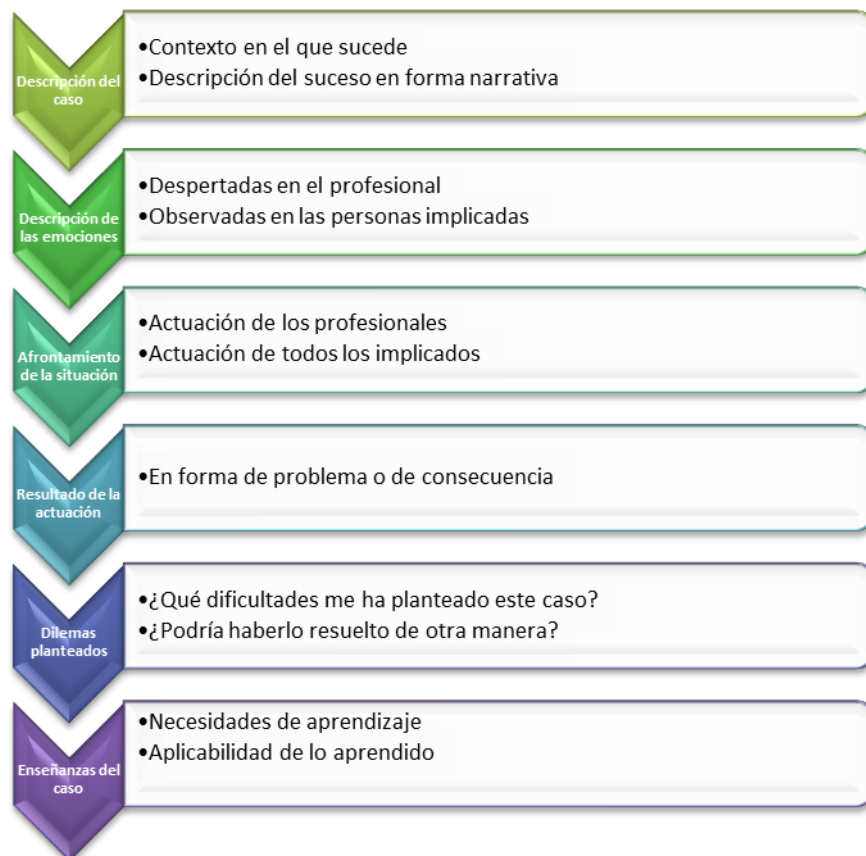 Descripción del
caso
•Contexto en el que sucede
•Descripción del suceso en forma narrativa
Descripción de
las emociones
•Despertadas en el profesional
•Observadas en las personas implicadas
Afrontamiento
de la situación
•Actuación de los profesionales
•Actuación de todos los implicados
Resultado de la
actuación
•En forma de problema o de consecuencia
Dilemas
planteados
•¿Qué dificultades me ha planteado este caso?
•¿Podría haberlo resuelto de otra manera?
Enseñanzas del
caso
•Necesidades de aprendizaje
•Aplicabilidad de lo aprendido